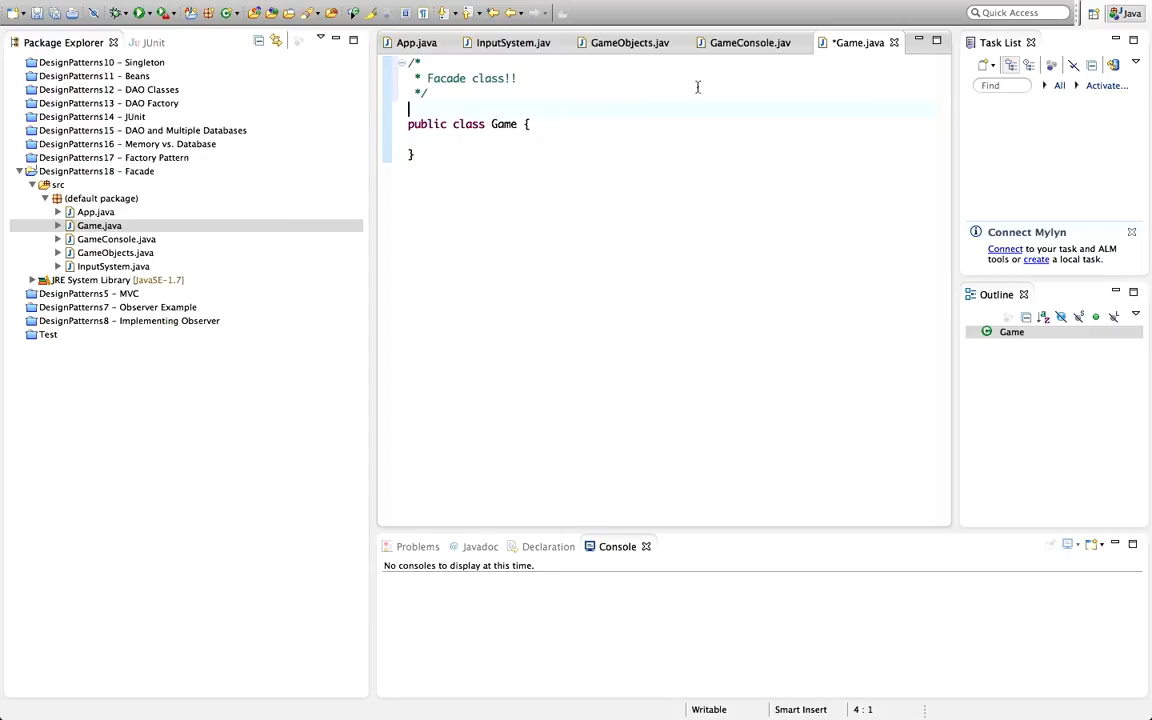 Quick Access
Java
Package Explorer
JUnit
DesignPatterns10 - Singleton
DesignPatterns11 - Beans
DesignPatterns12 - DAO Classes
DesignPatterns13 - DAO Factory
DesignPatterns14 - JUnit
DesignPatterns15 - DAO and Multiple Databases
DesignPatterns16 - Memory vs. Database
DesignPatterns17 - Factory Pattern
DesignPatterns18 - Facade
src
(default package)
App.java
Game.java
GameConsole.java
GameObjects.java
InputSystem.java
JRE System Library [JavaSE-1.7]
DesignPatterns5 - MVC
DesignPatterns7 - Observer Example
DesignPatterns8 - Implementing Observer
Test
App.java
InputSystem.jav
GameObjects.jav
GameConsole.jav
*Game.java
/*
* Facade class!!
*/
public class Game {
}
Task List
Find
All
Activate...
Connect Mylyn
Connect to your task and ALM
tools or create a local task.
Outline
Game
Problems
Javadoc
Declaration
Console
No consoles to display at this time.
Writable
Smart Insert
4 : 1